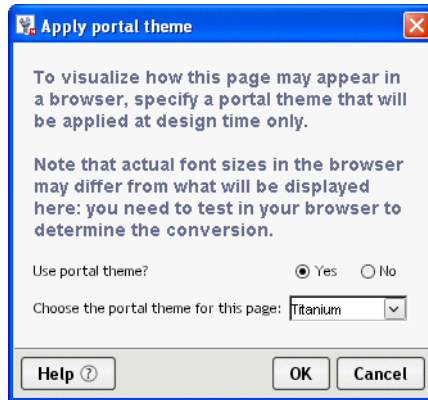 Apply portal theme
To visualize how this page may appear in
a browser, specify a portal theme that will
be applied at design time only.
Note that actual font sizes in the browser
may differ from what will be displayed
here: you need to test in your browser to
determine the conversion.
Use portal theme? Yes No
Choose the portal theme for this page: Titanium
Help ? OK Cancel